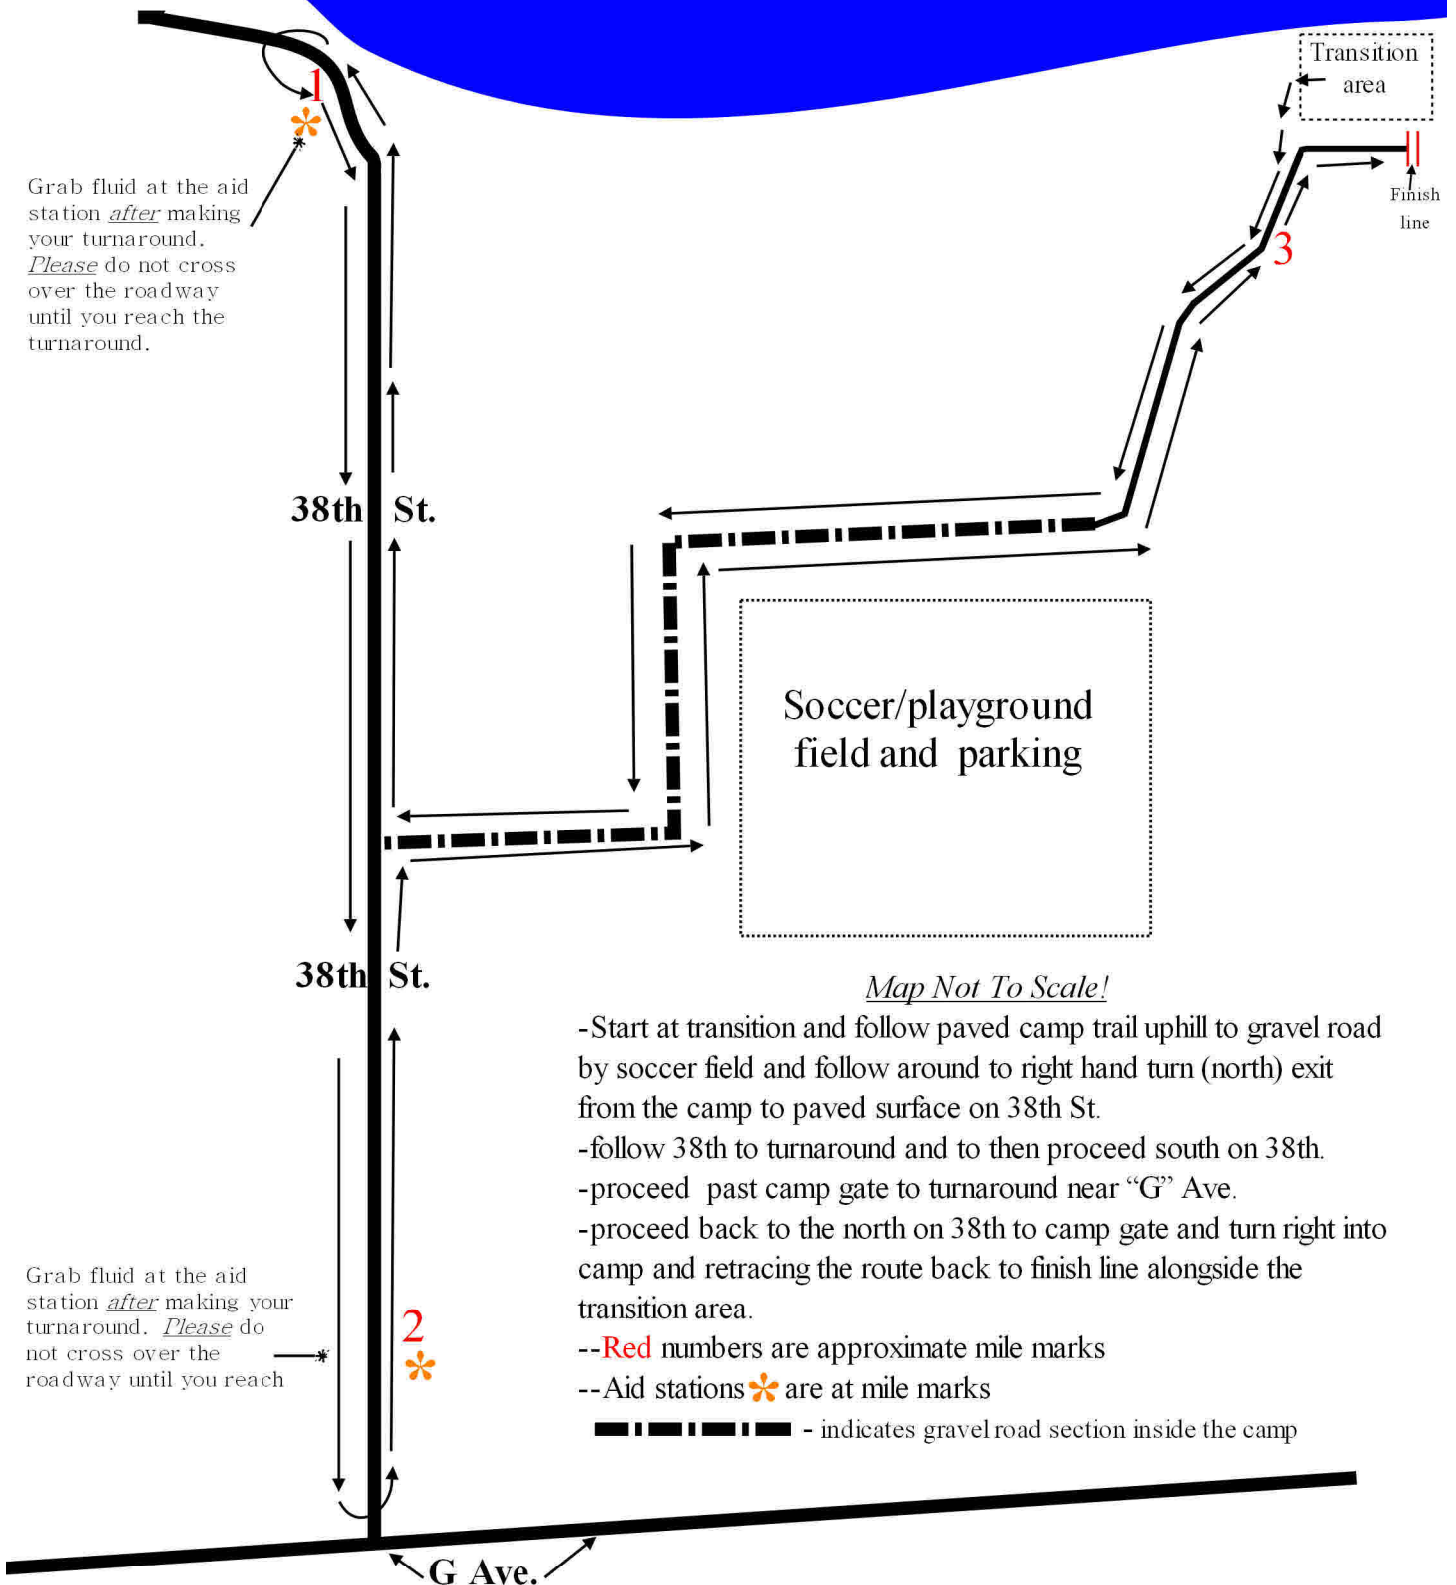 Transition
area
1
Grab fluid at the aid
station after making
your turnaround.
Please do not cross
over the roadway
until you reach the
turnaround.
Finish
line
3
38th St.
Soccer/playground
field and parking
38th St.
Map Not To Scale!
-Start at transition and follow paved camp trail uphill to gravel road
by soccer field and follow around to right hand turn (north) exit
from the camp to paved surface on 38th St.
-follow 38th to turnaround and to then proceed south on 38th.
-proceed past camp gate to turnaround near “G” Ave.
-proceed back to the north on 38th to camp gate and turn right into
camp and retracing the route back to finish line alongside the
transition area.
--Red numbers are approximate mile marks
--Aid stations are at mile marks
- indicates gravel road section inside the camp
Grab fluid at the aid
station after making your
turnaround. Please do
not cross over the
roadway until you reach
2
G Ave.